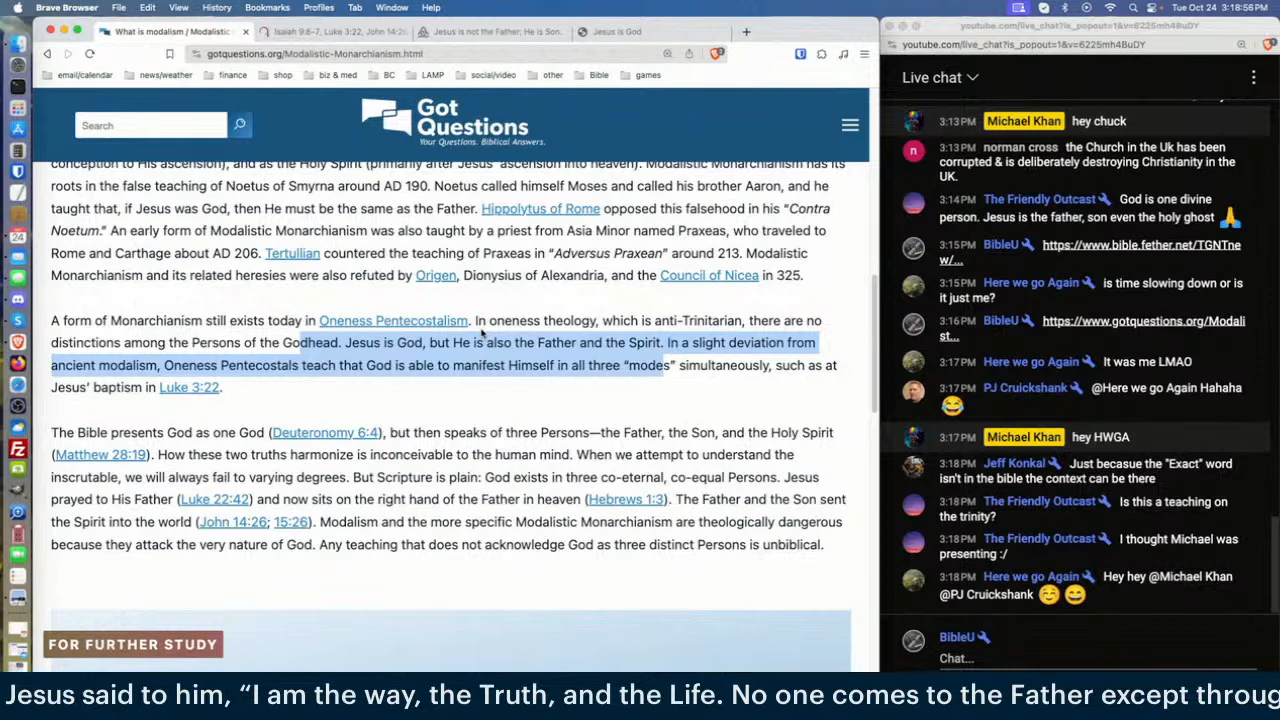 Brave Browser File Edit View History Bookmarks Profiles Tab Window Help
Tue Oct 24 3:18:56 PM
What is modalism / Modalistic
Isaiah 9:6-7, Luke 3:22, John 14:26
Jesus is not the Father; He is Son.
Jesus is God
gotquestions.org/Modalistic-Monarchianism.html
email/calendar news/weather finance shop biz & med BC LAMP social/video other Bible games
Search
Got
Questions
Your Questions. Biblical Answers.
conception to His ascension), and as the Holy Spirit (primarily after Jesus' ascension into heaven). Modalistic Monarchianism has its
roots in the false teaching of Noetus of Smyrna around AD 190. Noetus called himself Moses and called his brother Aaron, and he
taught that, if Jesus was God, then He must be the same as the Father. Hippolytus of Rome opposed this falsehood in his “Contra
Noetum.” An early form of Modalistic Monarchianism was also taught by a priest from Asia Minor named Praxeas, who traveled to
Rome and Carthage about AD 206. Tertullian countered the teaching of Praxeas in “Adversus Praxean” around 213. Modalistic
Monarchianism and its related heresies were also refuted by Origen, Dionysius of Alexandria, and the Council of Nicea in 325.
A form of Monarchianism still exists today in Oneness Pentecostalism. In oneness theology, which is anti-Trinitarian, there are no
distinctions among the Persons of the Godhead. Jesus is God, but He is also the Father and the Spirit. In a slight deviation from
ancient modalism, Oneness Pentecostals teach that God is able to manifest Himself in all three “modes” simultaneously, such as at
Jesus’ baptism in Luke 3:22.
The Bible presents God as one God (Deuteronomy 6:4), but then speaks of three Persons—the Father, the Son, and the Holy Spirit
(Matthew 28:19). How these two truths harmonize is inconceivable to the human mind. When we attempt to understand the
inscrutable, we will always fail to varying degrees. But Scripture is plain: God exists in three co-eternal, co-equal Persons. Jesus
prayed to His Father (Luke 22:42) and now sits on the right hand of the Father in heaven (Hebrews 1:3). The Father and the Son sent
the Spirit into the world (John 14:26; 15:26). Modalism and the more specific Modalistic Monarchianism are theologically dangerous
because they attack the very nature of God. Any teaching that does not acknowledge God as three distinct Persons is unbiblical.
FOR FURTHER STUDY
youtube.com/live_chat?is_popout=1&v=6225mh4BuDY
youtube.com/live_chat?is_popout=1&v=6225mh4BuDY
Live chat
3:13 PM Michael Khan hey chuck
n
3:13 PM norman cross the Church in the Uk has been
corrupted & is deliberately destroying Christianity in the
UK.
3:14 PM The Friendly Outcast God is one divine
person. Jesus is the father, son even the holy ghost 🙏
3:15 PM BibleU https://www.bible.fether.net/TGNTne
w/...
3:15 PM Here we go Again is time slowing down or is
it just me?
3:16 PM BibleU https://www.gotquestions.org/Modali
st...
3:17 PM Here we go Again It was me LMAO
3:17 PM PJ Cruickshank @Here we go Again Hahaha
😂
3:17 PM Michael Khan hey HWGA
3:18 PM Jeff Konkal Just becasue the "Exact" word
isn't in the bible the context can be there
3:18 PM The Friendly Outcast Is this a teaching on
the trinity?
3:18 PM The Friendly Outcast I thought Michael was
presenting :/
3:18 PM Here we go Again Hey hey @Michael Khan
@PJ Cruickshank ☺️ 😄
BibleU
Chat...
Jesus said to him, “I am the way, the Truth, and the Life. No one comes to the Father except throug